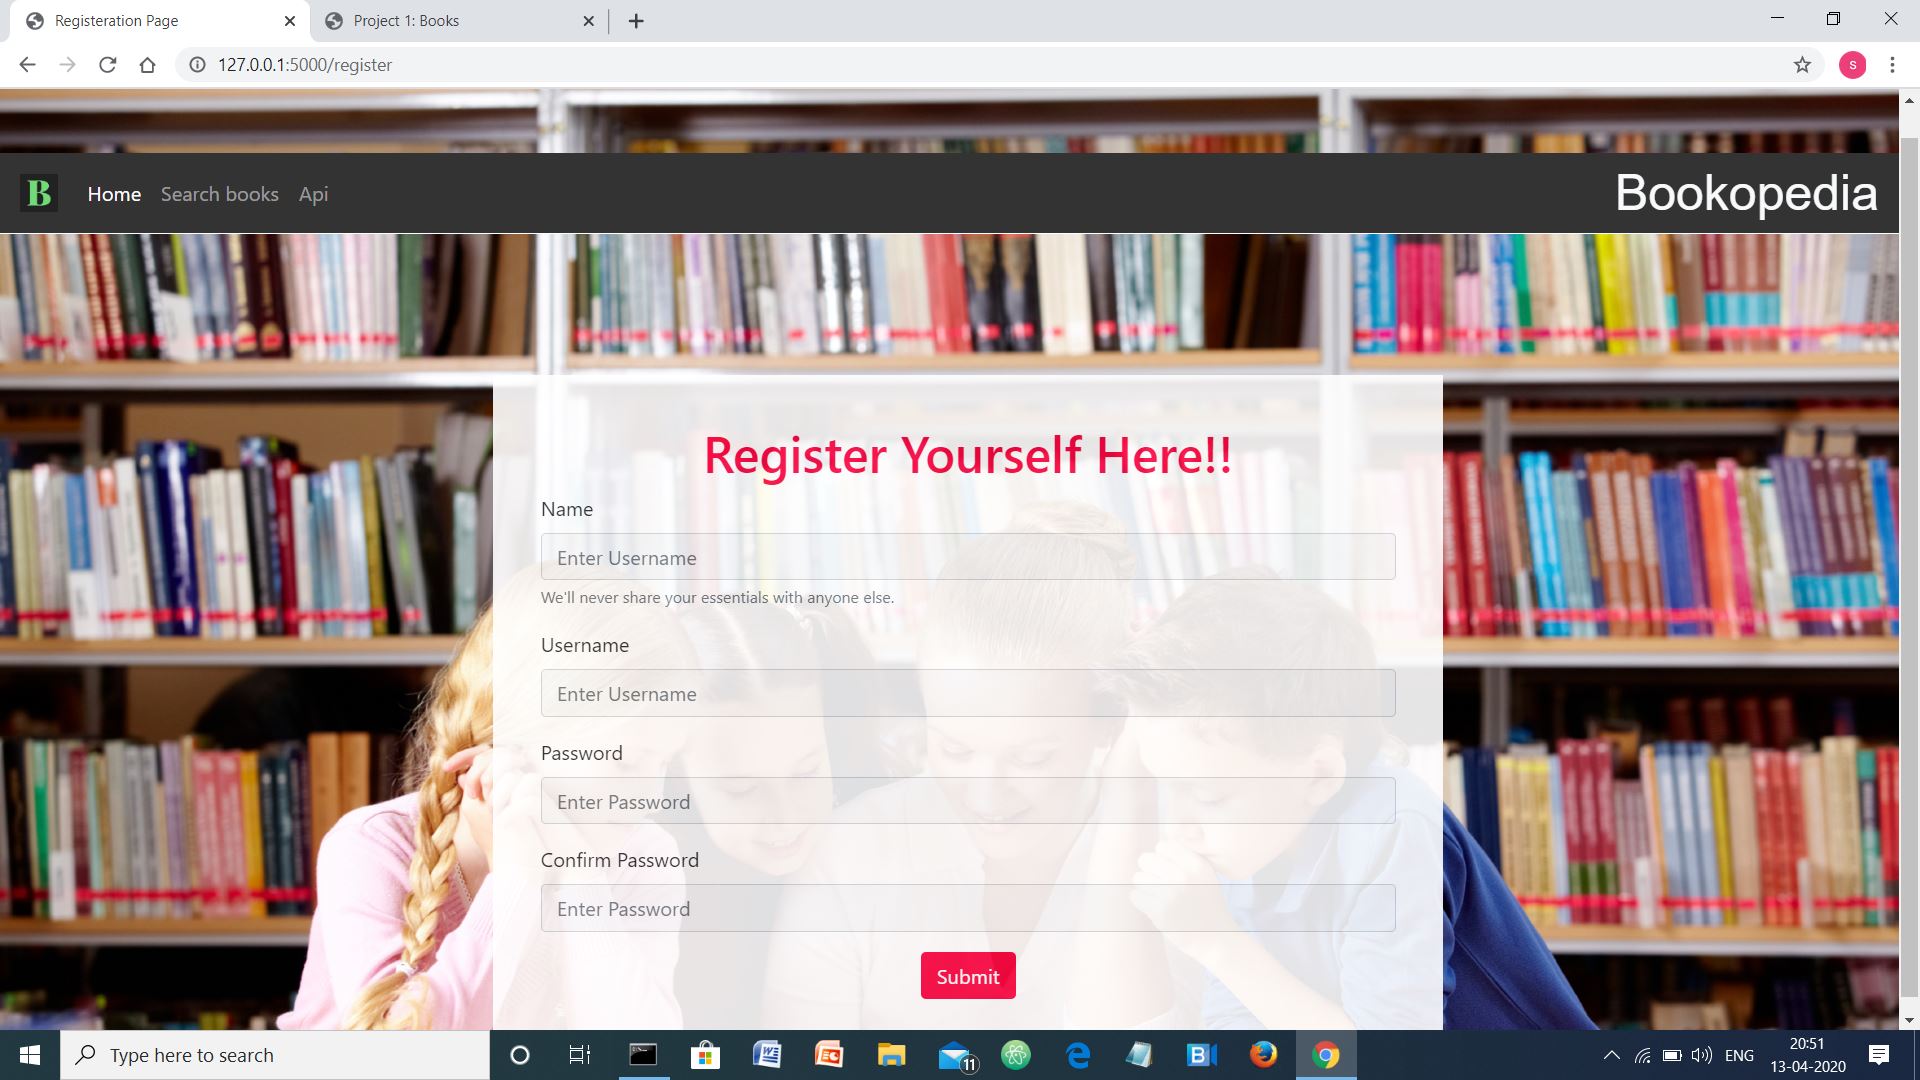 Registeration Page
Project 1: Books
127.0.0.1:5000/register
S
B
Home Search books Api
Bookopedia
Register Yourself Here!!
Name
Enter Username
We'll never share your essentials with anyone else.
Username
Enter Username
Password
Enter Password
Confirm Password
Enter Password
Submit
Type here to search
11
ENG
20:51
13-04-2020